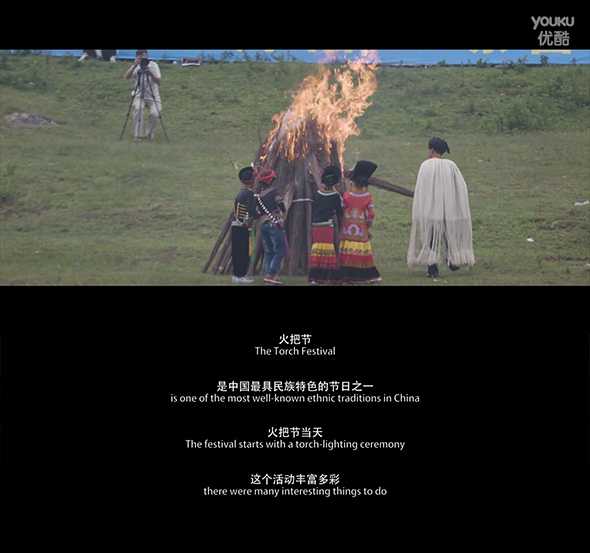 YOUKU
优酷
火把节
The Torch Festival
是中国最具民族特色的节日之一
is one of the most well-known ethnic traditions in China
火把节当天
The festival starts with a torch-lighting ceremony
这个活动丰富多彩
there were many interesting things to do